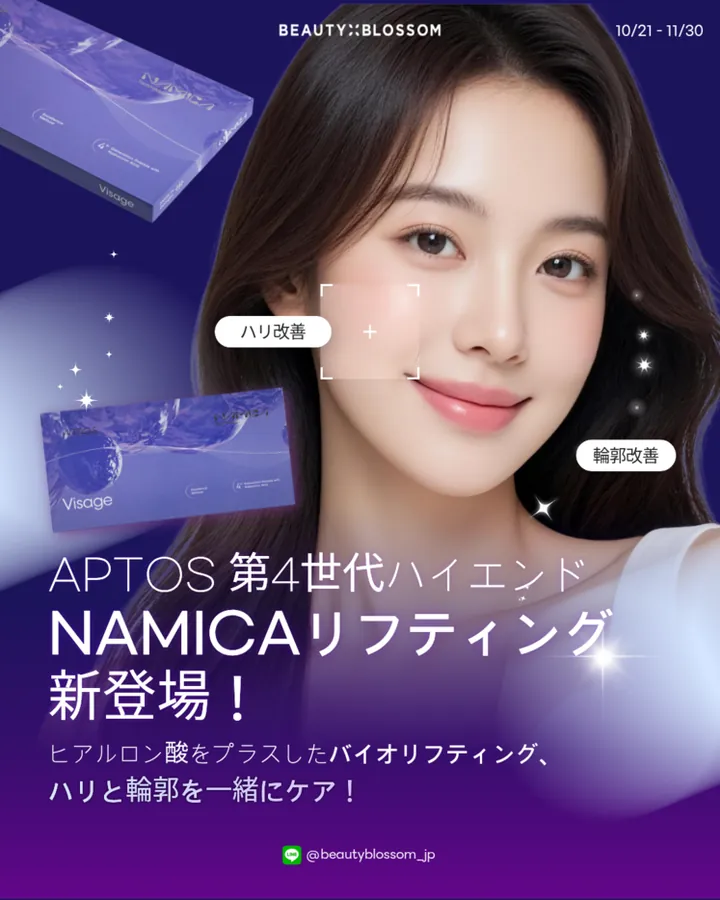 BEAUTY BLOSSOM
10/21 - 11/30
NAMICA
Visage
ハリ改善
輪郭改善
Visage
APTOS 第4世代ハイエンド
NAMICAリフティング
新登場！
ヒアルロン酸をプラスしたバイオリフティング、
ハリと輪郭を一緒にケア！
LINE
@beautyblossom_jp